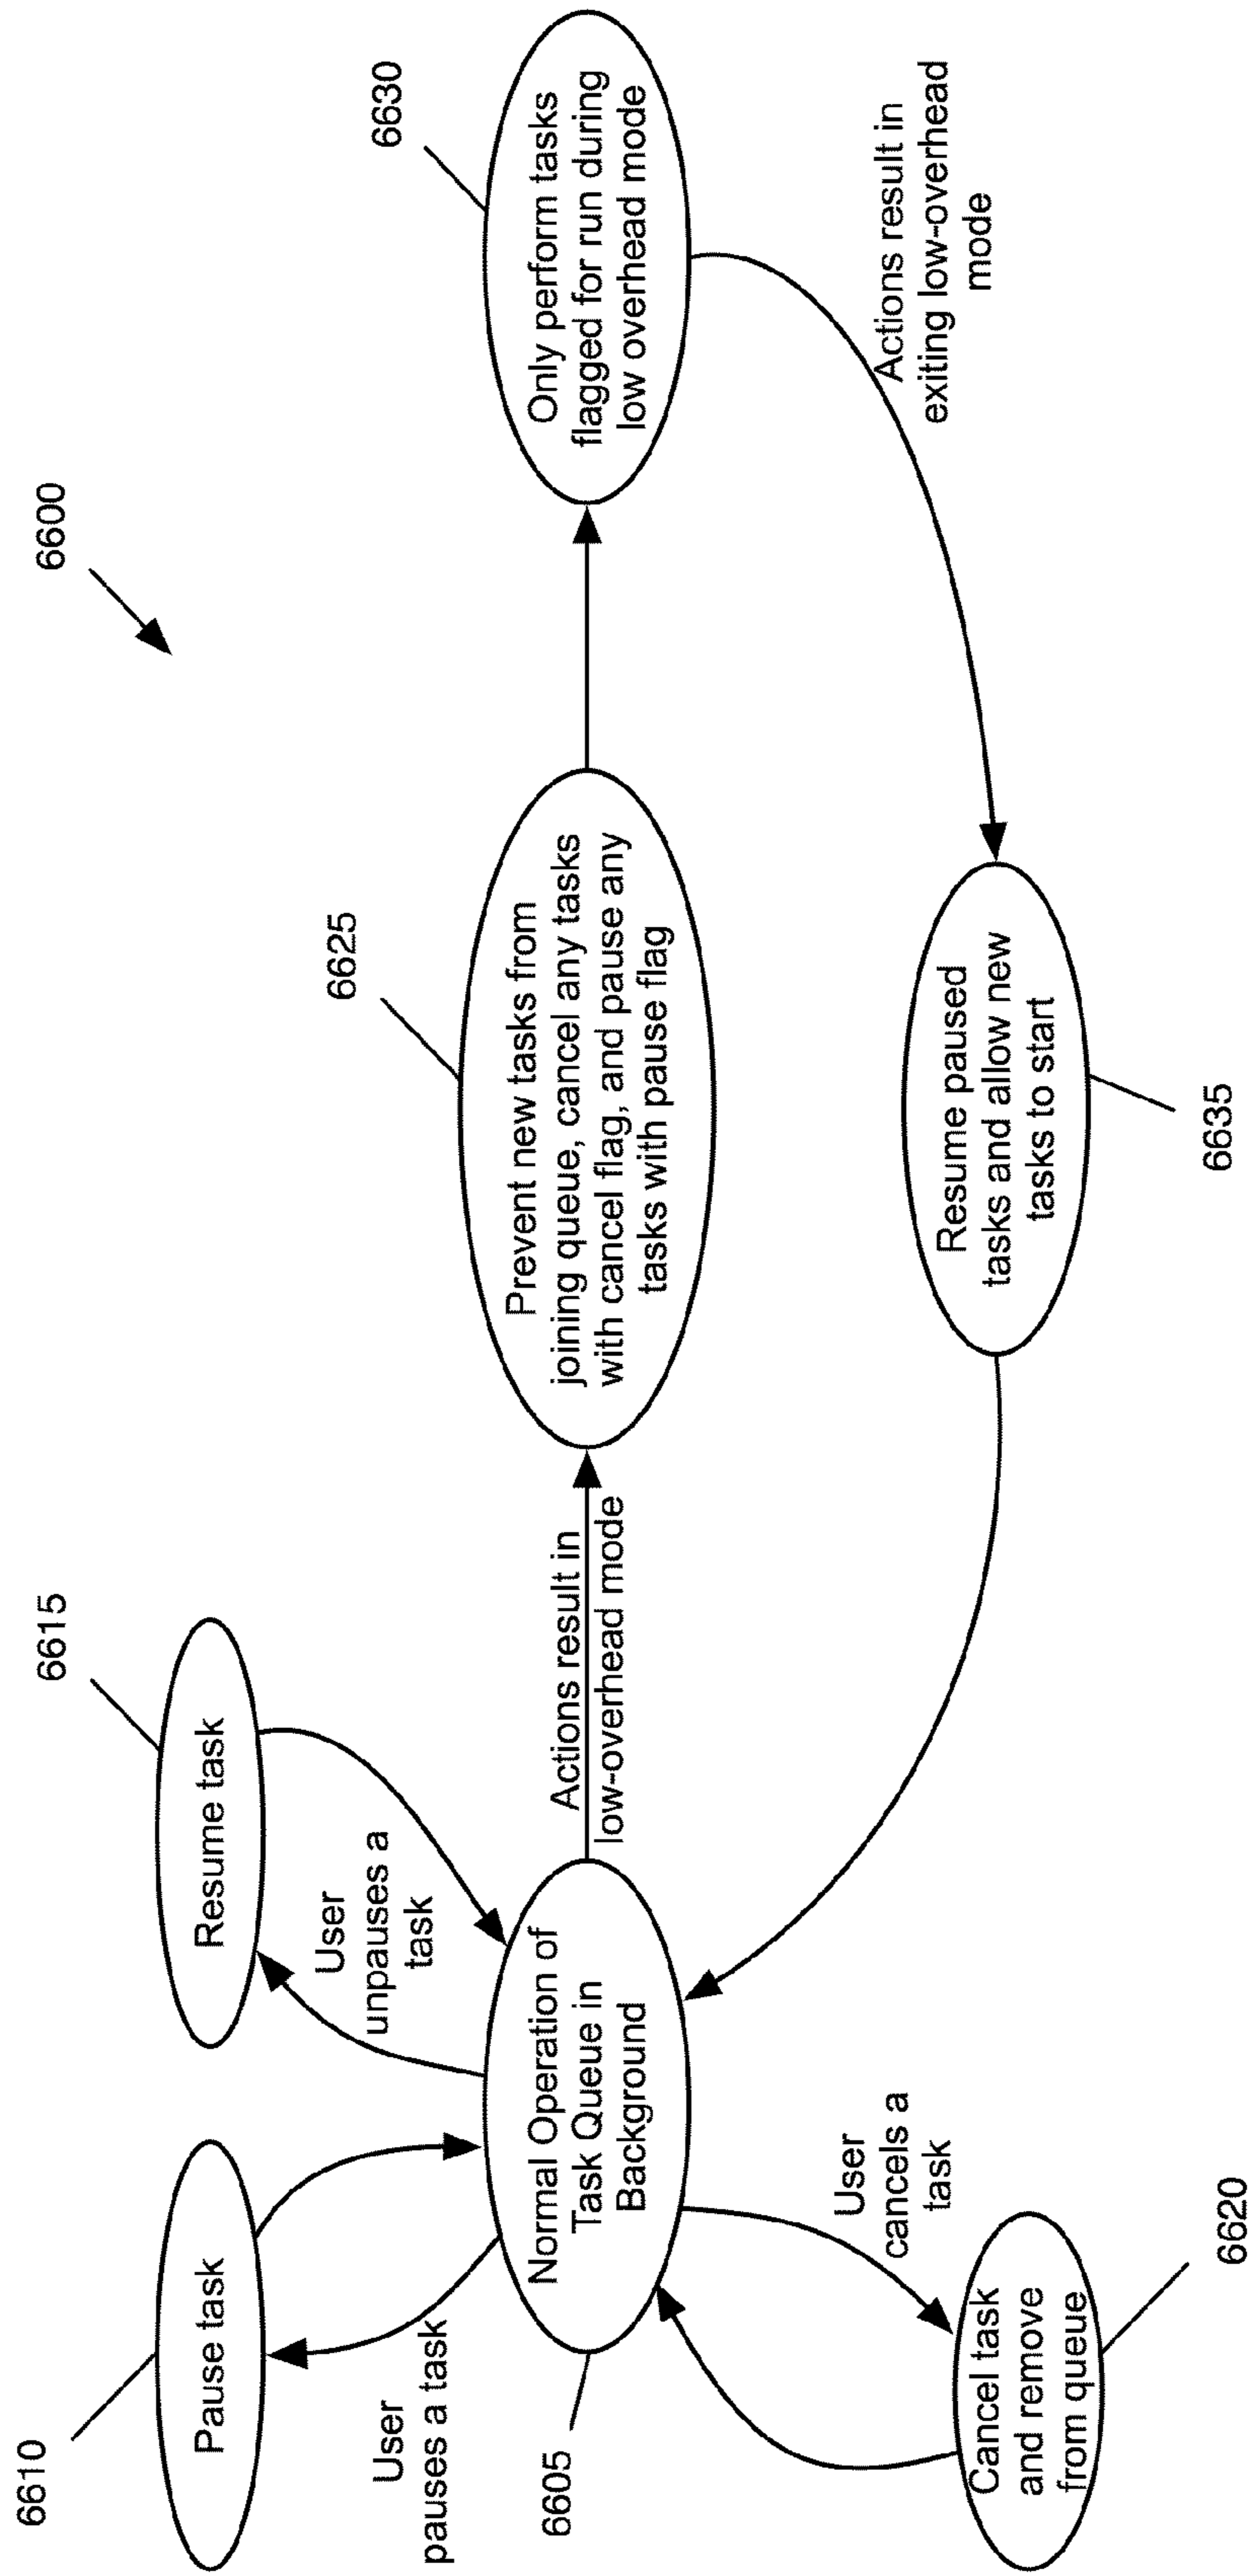 6600
6610
Pause task
6615
Resume task
User
pauses a task
User
unpauses a
task
6605
Normal Operation of
Task Queue in
Background
Actions result in
low-overhead mode
6625
Prevent new tasks from
joining queue, cancel any tasks
with cancel flag, and pause any
tasks with pause flag
6630
Only perform tasks
flagged for run during
low overhead mode
User
cancels a
task
Cancel task
and remove
from queue
6620
Resume paused
tasks and allow new
tasks to start
6635
Actions result in
exiting low-overhead
mode